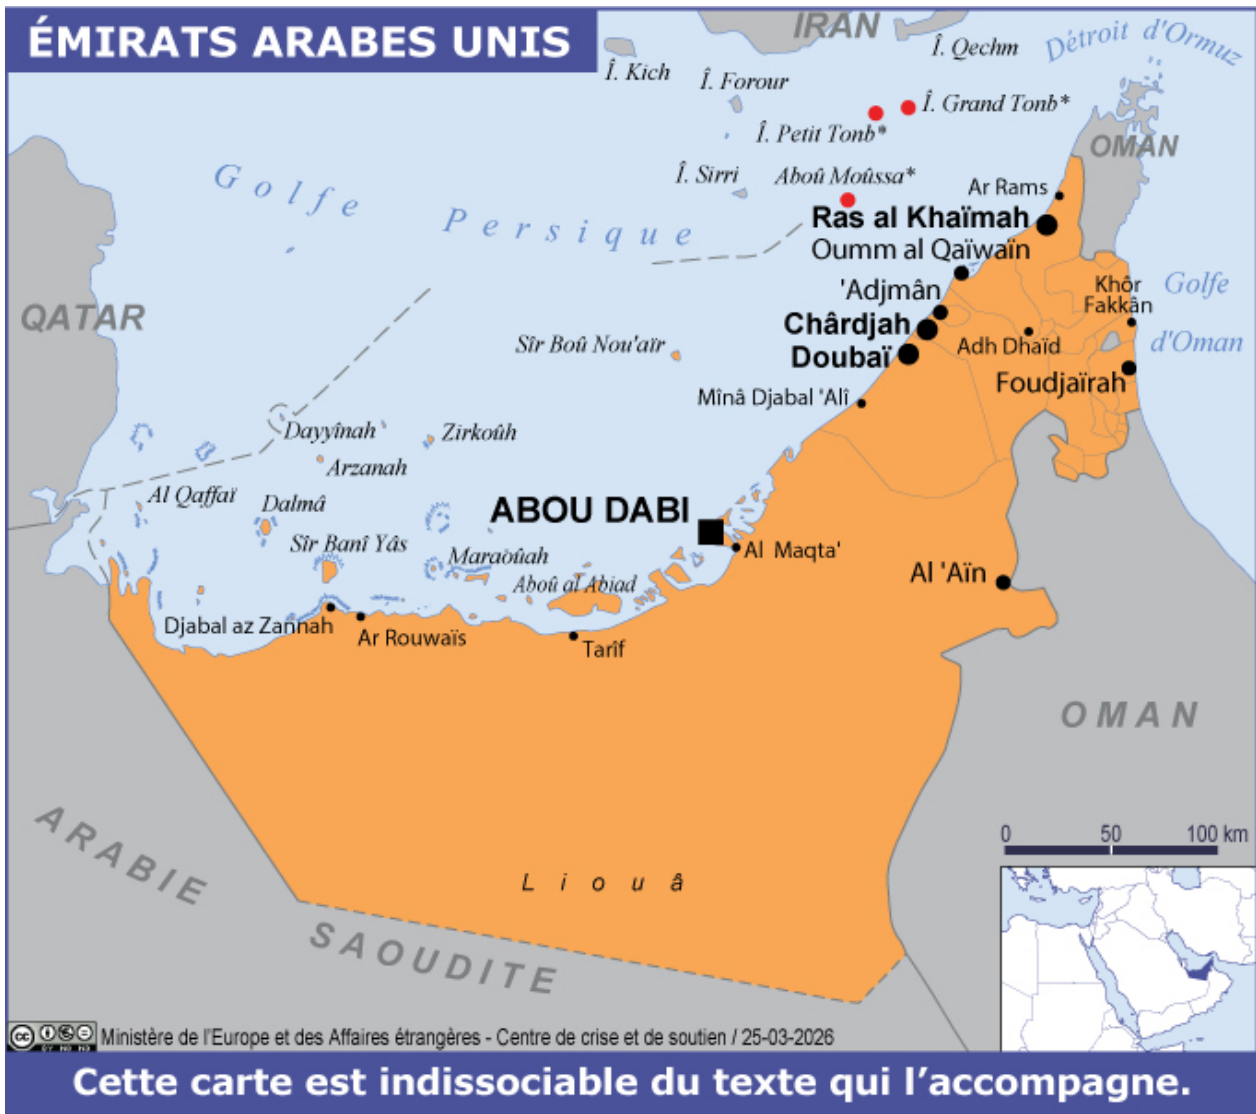 ÉMIRATS ARABES UNIS
IRAN
Î. Qechm
Détroit d'Ormuz
Î. Kich
Î. Forour
Î. Grand Tonb*
Î. Petit Tonb*
OMAN
Î. Sirri
Aboû Moûssa*
Ar Rams
Golfe Persique
Ras al Khaïmah
Oumm al Qaïwaïn
Khôr
Fakkân
Golfe
d'Oman
'Adjmân
QATAR
Chârdjah
Adh Dhaïd
Sîr Boû Nou'aïr
Doubaï
Foudjaïrah
Mînâ Djabal 'Alî
Dayyînah
Zirkoûh
Arzanah
Al Qaffaï
Dalmâ
ABOU DABI
Sîr Banî Yâs
Maraoûah
Al Maqta'
Aboû al Abiad
Al 'Aïn
Djabal az Zannah
Ar Rouwaïs
Tarîf
OMAN
ARABIE
SAOUDITE
Liouâ
0 50 100 km
cc
Ministère de l'Europe et des Affaires étrangères - Centre de crise et de soutien / 25-03-2026
Cette carte est indissociable du texte qui l’accompagne.